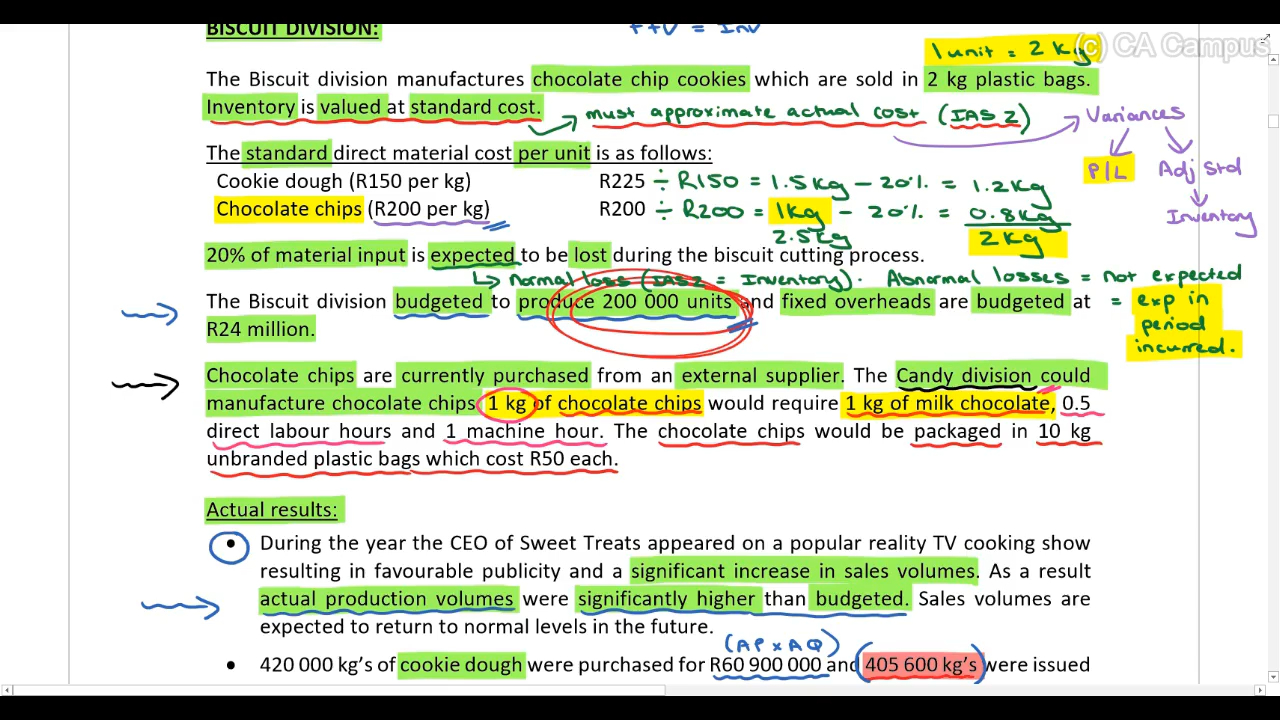 BISCUIT DIVISION:
FFV = Inv
1 unit = 2 kg
(c) CA Campus
The Biscuit division manufactures chocolate chip cookies which are sold in 2 kg plastic bags.
Inventory is valued at standard cost. must approximate actual cost (IAS 2) Variances
The standard direct material cost per unit is as follows: P/L Adj Std
Cookie dough (R150 per kg) R225 ÷ R150 = 1.5kg - 20% = 1.2kg
Chocolate chips (R200 per kg) R200 ÷ R200 = 1kg - 20% = 0.8kg Inventory
2.5kg 2kg
20% of material input is expected to be lost during the biscuit cutting process.
normal loss (IAS 2 = Inventory). Abnormal losses = not expected
The Biscuit division budgeted to produce 200 000 units and fixed overheads are budgeted at = exp in
R24 million. period
incurred.
Chocolate chips are currently purchased from an external supplier. The Candy division could
manufacture chocolate chips. 1 kg of chocolate chips would require 1 kg of milk chocolate, 0.5
direct labour hours and 1 machine hour. The chocolate chips would be packaged in 10 kg
unbranded plastic bags which cost R50 each.
Actual results:
• During the year the CEO of Sweet Treats appeared on a popular reality TV cooking show
resulting in favourable publicity and a significant increase in sales volumes. As a result
actual production volumes were significantly higher than budgeted. Sales volumes are
expected to return to normal levels in the future.
(AP x AQ)
• 420 000 kg's of cookie dough were purchased for R60 900 000 and 405 600 kg's were issued